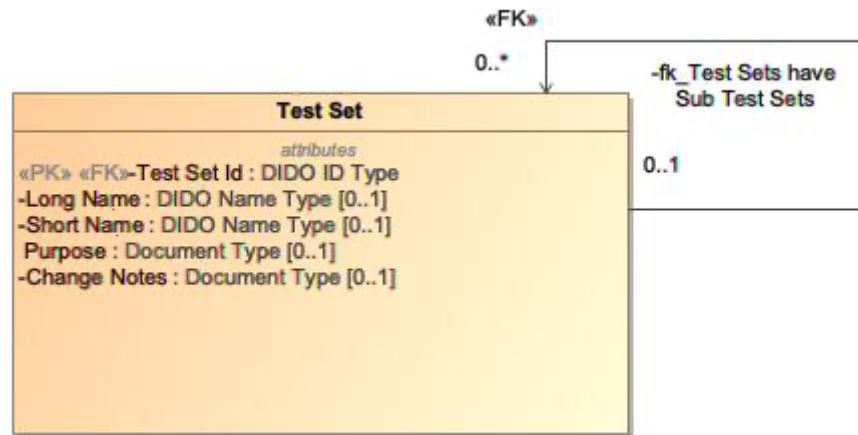 «FK»
0..*
-fk_Test Sets have
Sub Test Sets
Test Set
attributes
«PK» «FK»-Test Set Id : DIDO ID Type
0..1
-Long Name : DIDO Name Type [0..1]
-Short Name : DIDO Name Type [0..1]
Purpose : Document Type [0..1]
-Change Notes : Document Type [0..1]